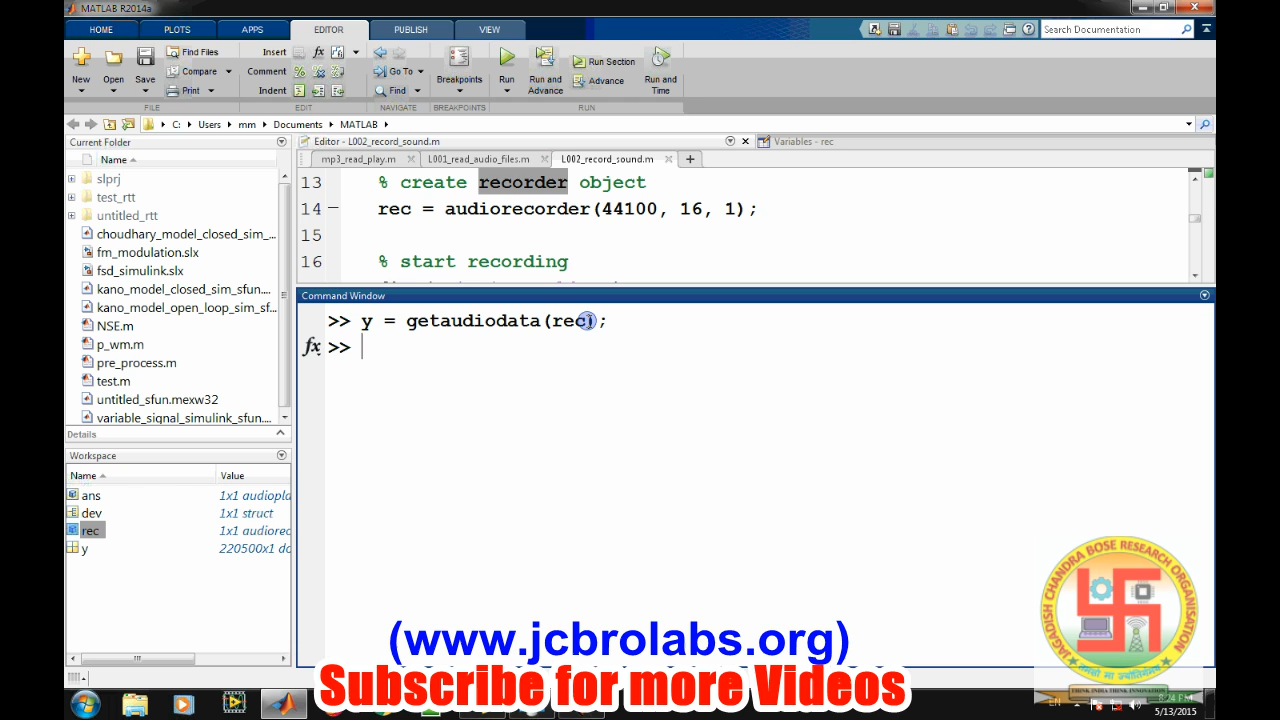 MATLAB R2014a
HOME PLOTS APPS EDITOR PUBLISH VIEW
Search Documentation
New Open Save Find Files Compare Print
Insert Comment Indent
Go To Find
Breakpoints
Run Run and Advance Run Section Advance Run and Time
FILE EDIT NAVIGATE BREAKPOINTS RUN
C: Users mm Documents MATLAB
Current Folder
Name
slprj
test_rtt
untitled_rtt
choudhary_model_closed_sim_...
fm_modulation.slx
fsd_simulink.slx
kano_model_closed_sim_sfun....
kano_model_open_loop_sim_sf...
NSE.m
p_wm.m
pre_process.m
test.m
untitled_sfun.mexw32
variable_signal_simulink_sfun....
Details
Workspace
Name Value
ans 1x1 audiopla
dev 1x1 struct
rec 1x1 audiorec
y 220500x1 do
Editor - L002_record_sound.m
Variables - rec
mp3_read_play.m L001_read_audio_files.m L002_record_sound.m
13 % create recorder object
14 rec = audiorecorder(44100, 16, 1);
15
16 % start recording
Command Window
>> y = getaudiodata(rec);
fx >>
JAGADISH CHANDRA BOSE RESEARCH ORGANISATION
THINK INDIA THINK INNOVATION
(www.jcbrolabs.org)
Subscribe for more Videos
EN
8:24 PM
5/13/2015